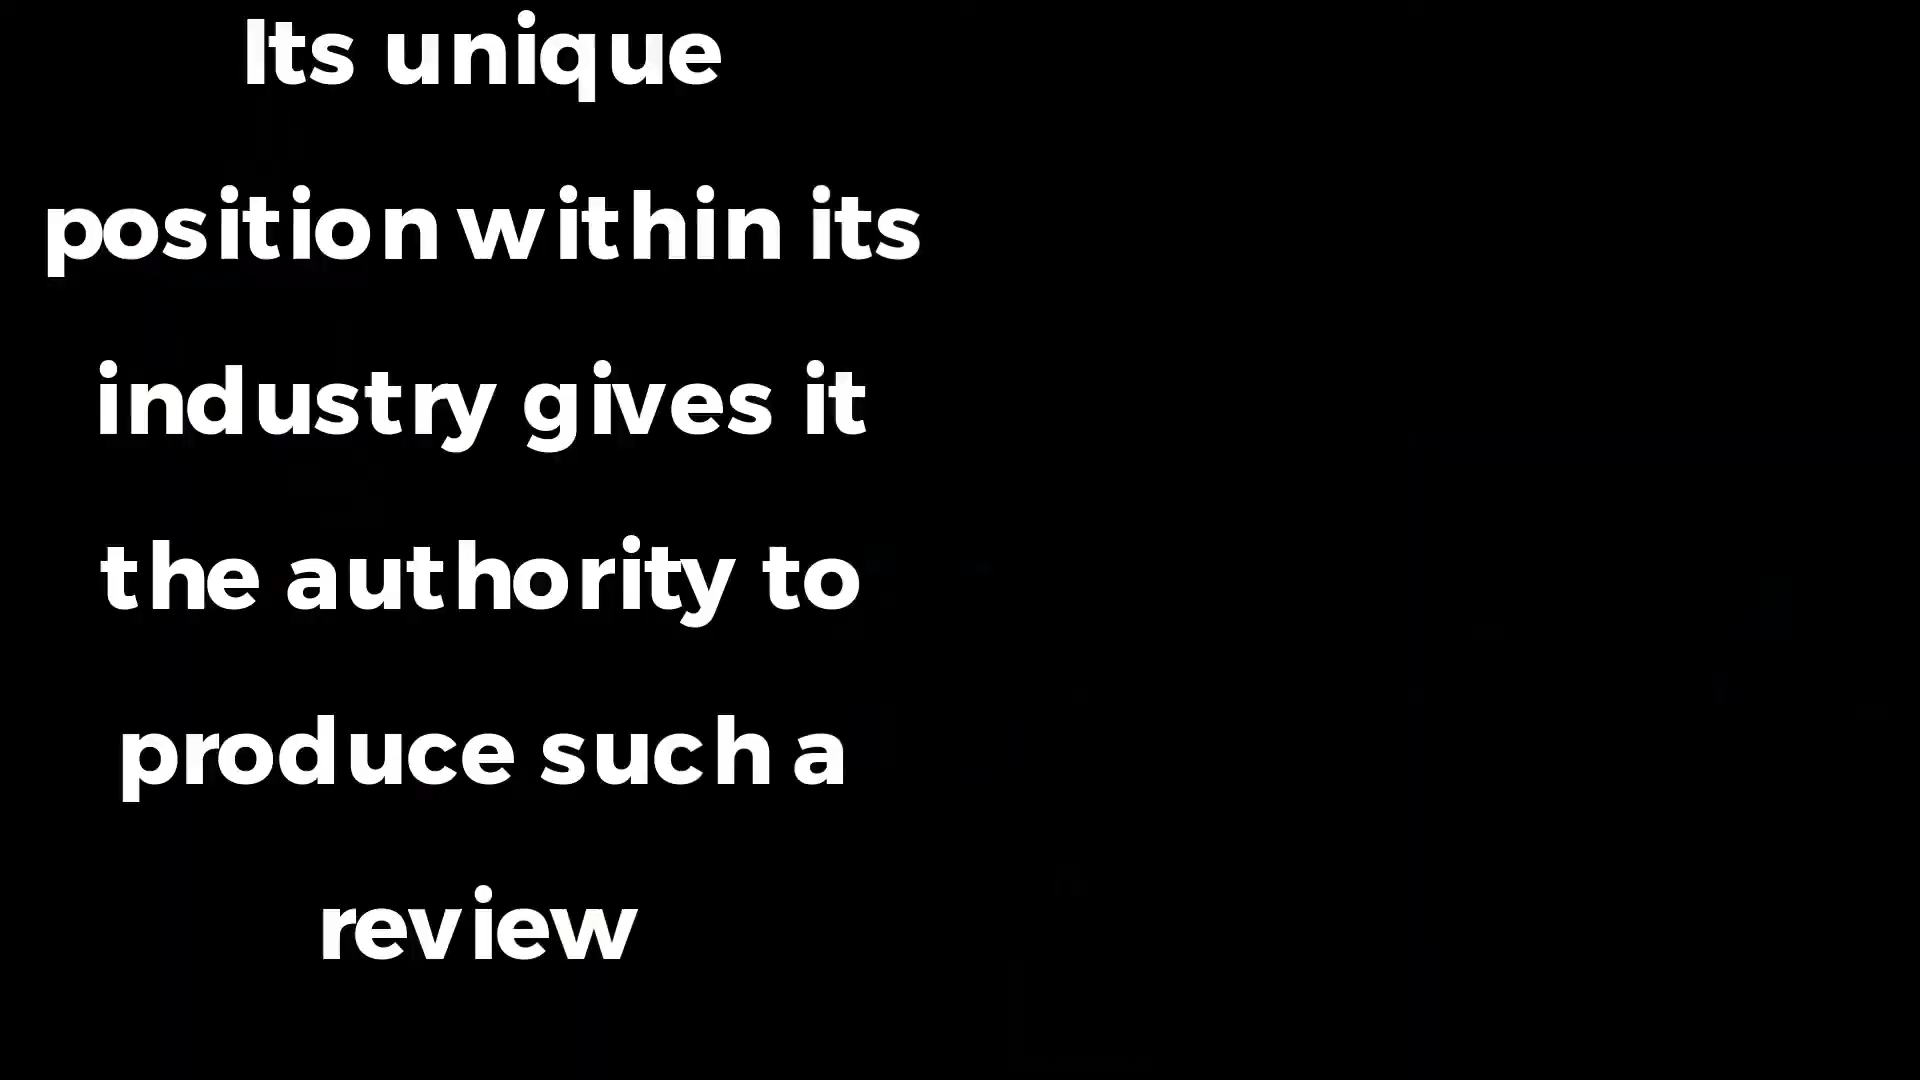 Its unique
position within its
industry gives it
the authority to
produce such a
review